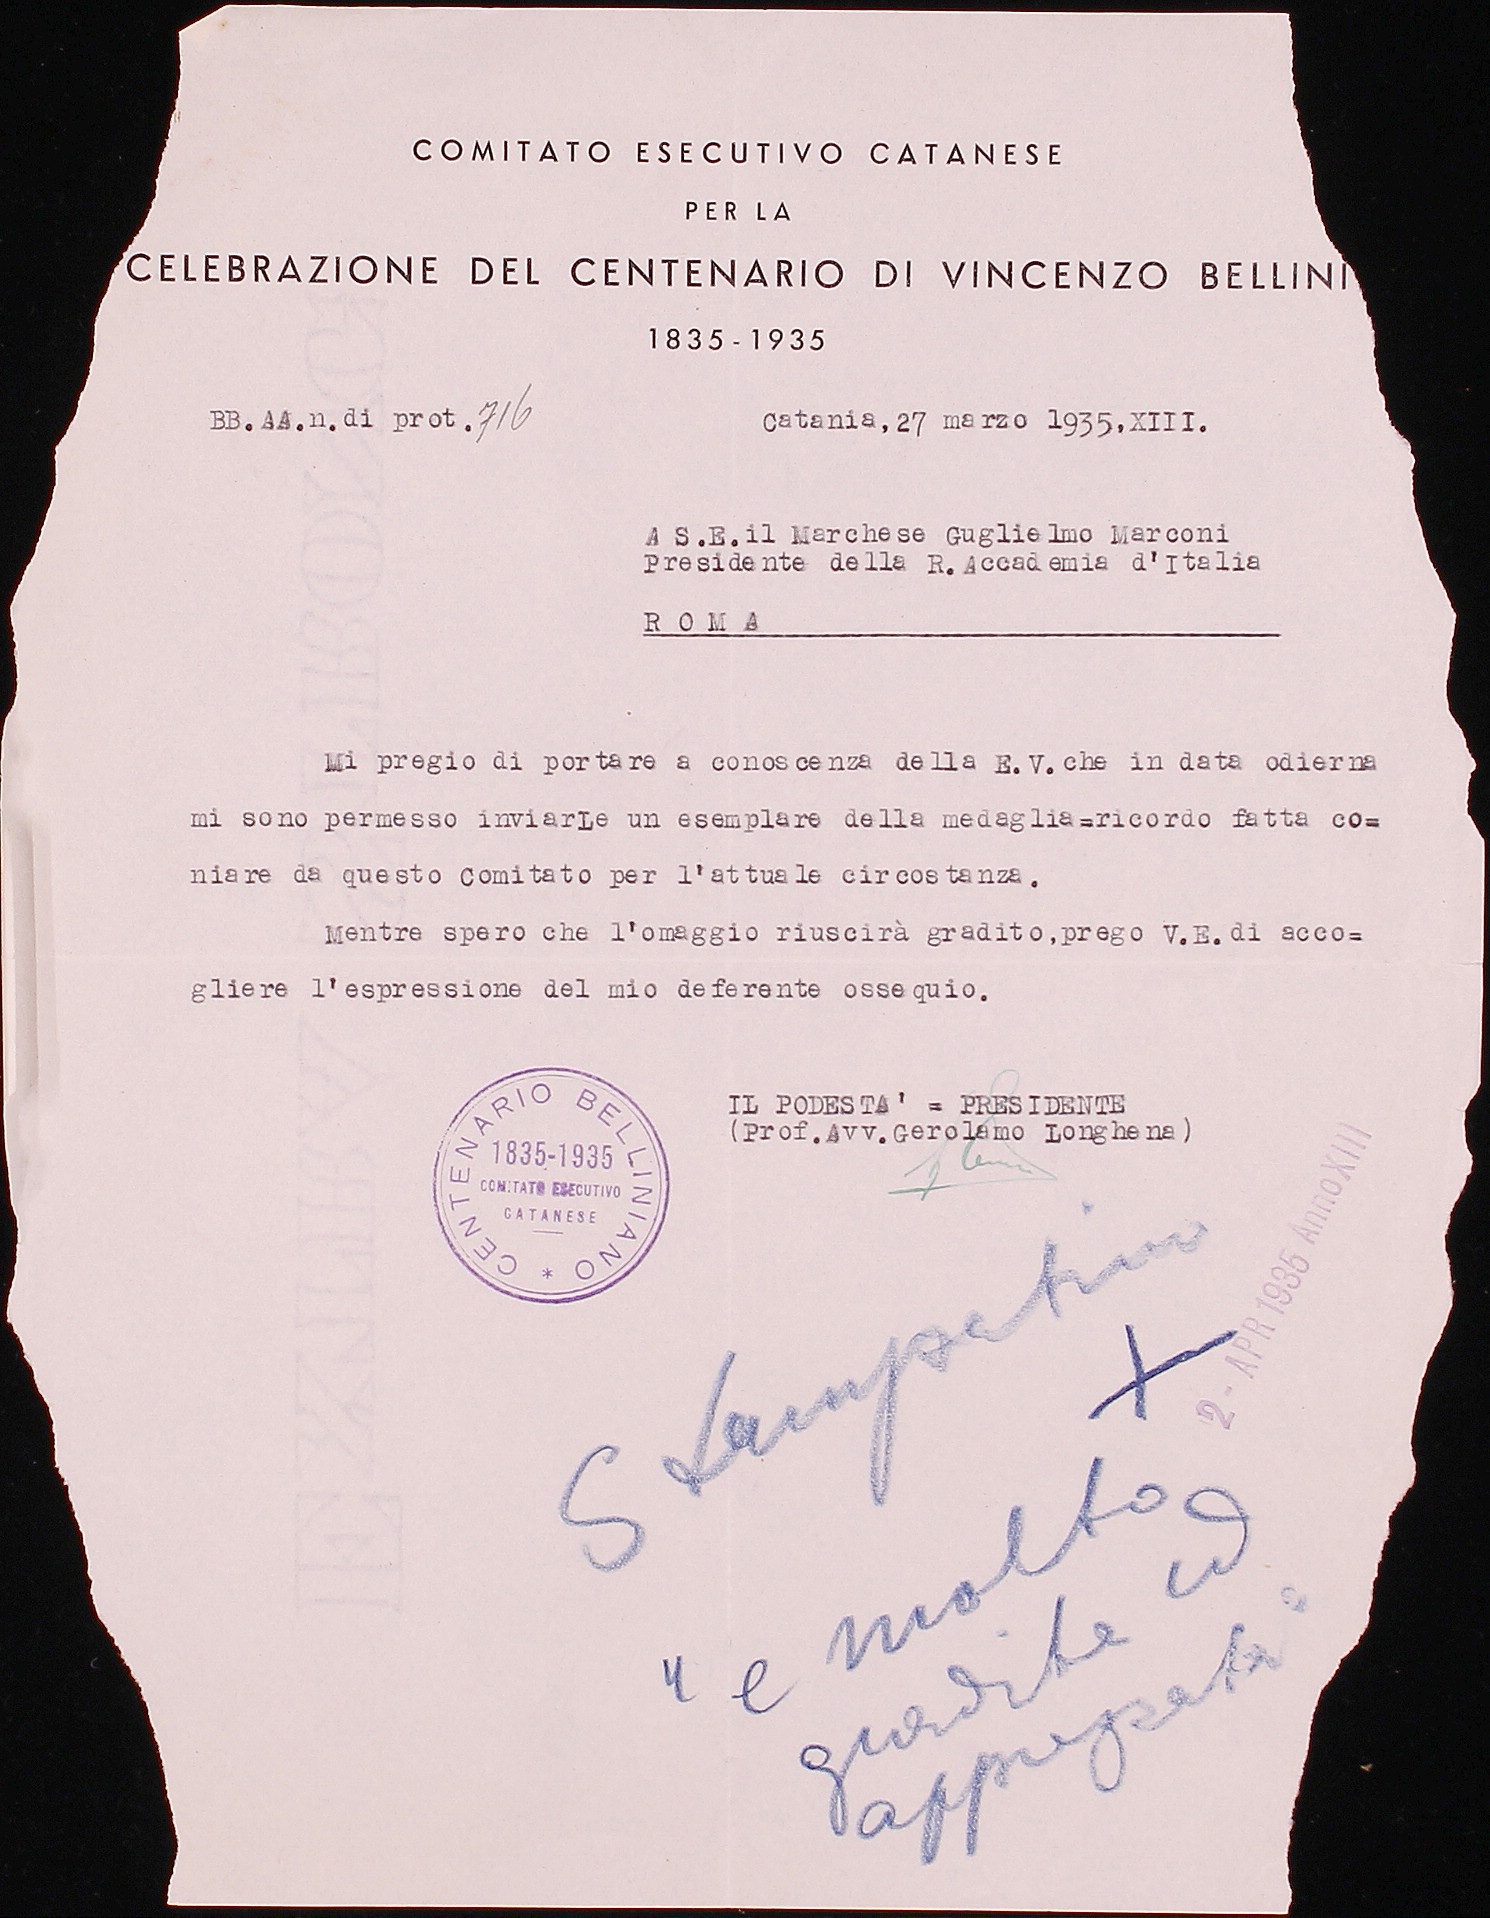 COMITATO ESECUTIVO CATANESE
PER LA
CELEBRAZIONE DEL CENTENARIO DI VINCENZO BELLINI
1835-1935
BB.AA.n.di prot.716
Catania,27 marzo 1935,XIII.
A S.E.il Marchese Guglielmo Marconi
Presidente della R.Accademia d'Italia
ROMA
Mi pregio di portare a conoscenza della E.V.che in data odierna
mi sono permesso inviarLe un esemplare della medaglia=ricordo fatta co=
niare da questo Comitato per l'attuale circostanza.
Mentre spero che l'omaggio riuscirà gradito,prego V.E.di acco=
gliere l'espressione del mio deferente ossequio.
IL PODESTA' = PRESIDENTE
(Prof.Avv.Gerolamo Longhena)
CENTENARIO BELLINIANO
1835-1935
COMITATO ESECUTIVO
CATANESE
*
2 - APR 1935 Anno XIII
X
"e molto
gradita ed